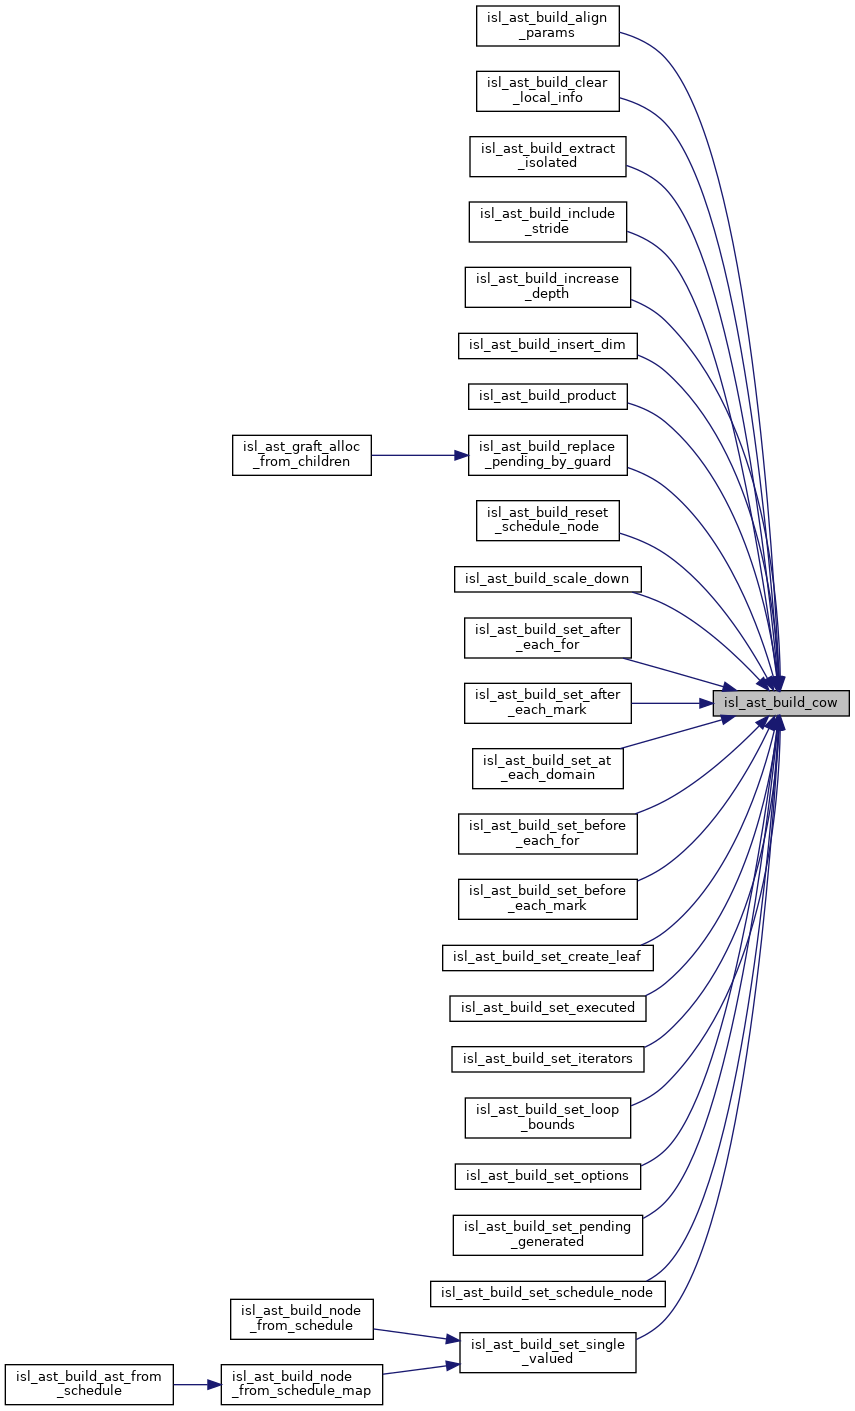 isl_ast_build_align
_params
isl_ast_build_clear
_local_info
isl_ast_build_extract
_isolated
isl_ast_build_include
_stride
isl_ast_build_increase
_depth
isl_ast_build_insert_dim
isl_ast_build_product
isl_ast_graft_alloc
_from_children
isl_ast_build_replace
_pending_by_guard
isl_ast_build_reset
_schedule_node
isl_ast_build_scale_down
isl_ast_build_set_after
_each_for
isl_ast_build_set_after
_each_mark
isl_ast_build_cow
isl_ast_build_set_at
_each_domain
isl_ast_build_set_before
_each_for
isl_ast_build_set_before
_each_mark
isl_ast_build_set_create_leaf
isl_ast_build_set_executed
isl_ast_build_set_iterators
isl_ast_build_set_loop
_bounds
isl_ast_build_set_options
isl_ast_build_set_pending
_generated
isl_ast_build_set_schedule_node
isl_ast_build_node
_from_schedule
isl_ast_build_set_single
_valued
isl_ast_build_ast_from
_schedule
isl_ast_build_node
_from_schedule_map